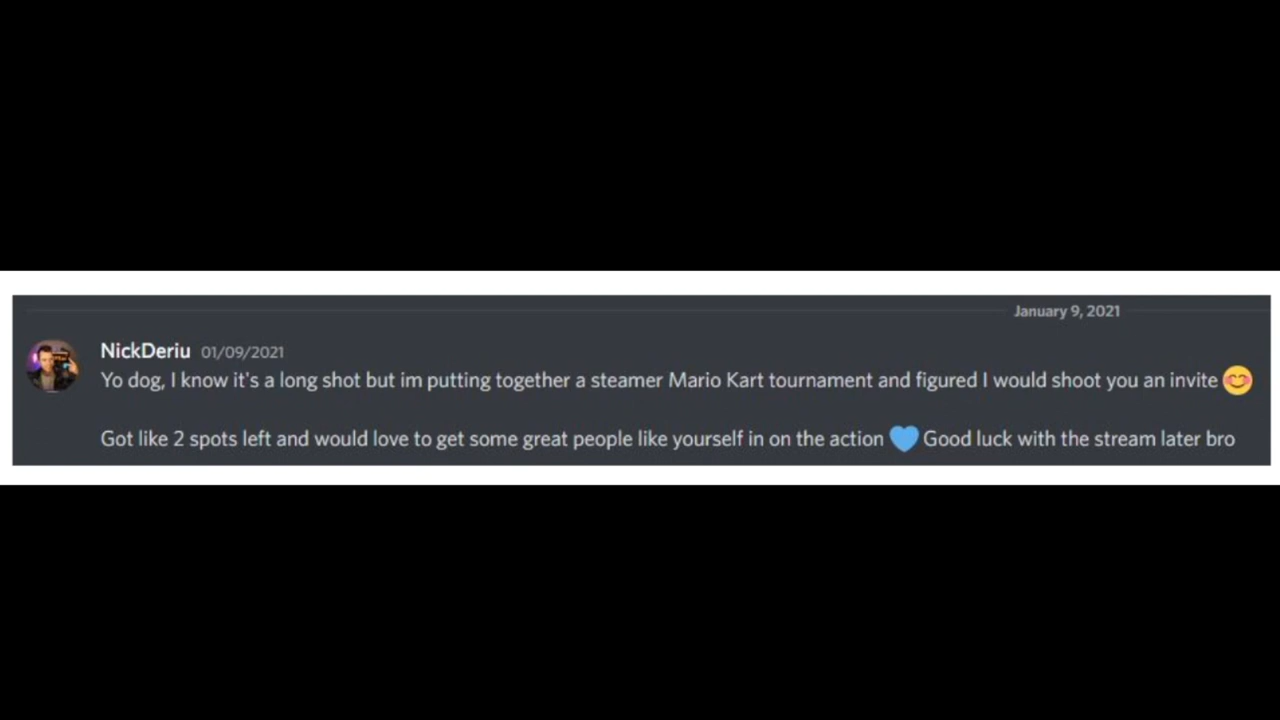 January 9, 2021
NickDeriu 01/09/2021
Yo dog, I know it's a long shot but im putting together a steamer Mario Kart tournament and figured I would shoot you an invite 😊
Got like 2 spots left and would love to get some great people like yourself in on the action 💙 Good luck with the stream later bro